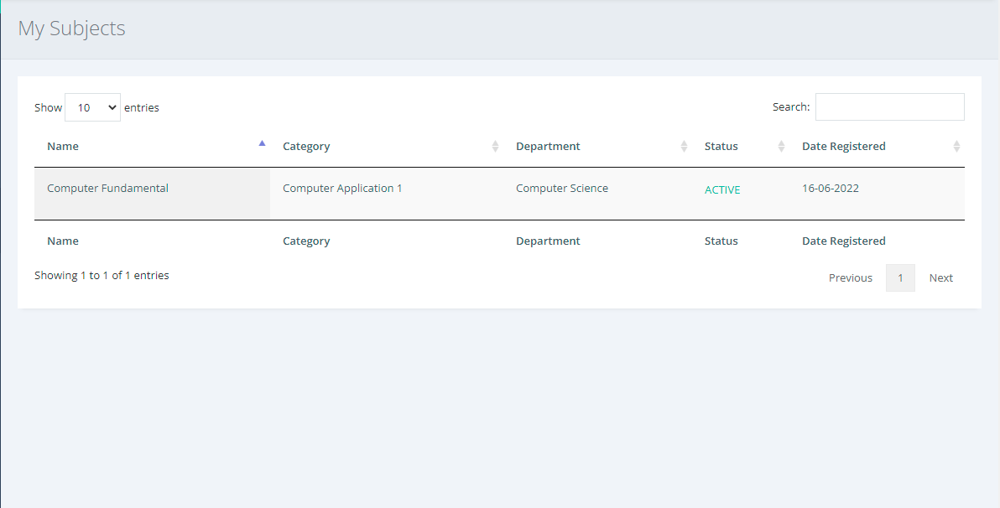 My Subjects
Show 10 entries Search:
Name Category Department Status Date Registered
Computer Fundamental Computer Application 1 Computer Science ACTIVE 16-06-2022
Name Category Department Status Date Registered
Showing 1 to 1 of 1 entries Previous 1 Next